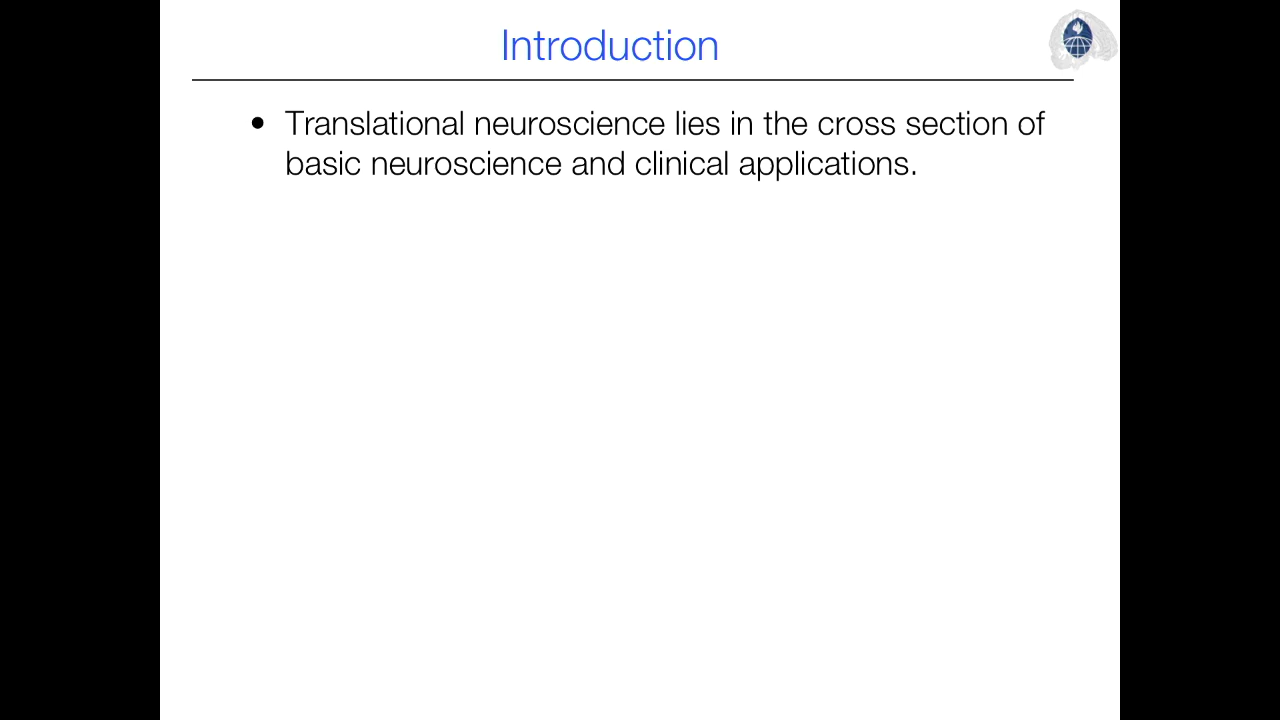 Introduction
• Translational neuroscience lies in the cross section of
basic neuroscience and clinical applications.